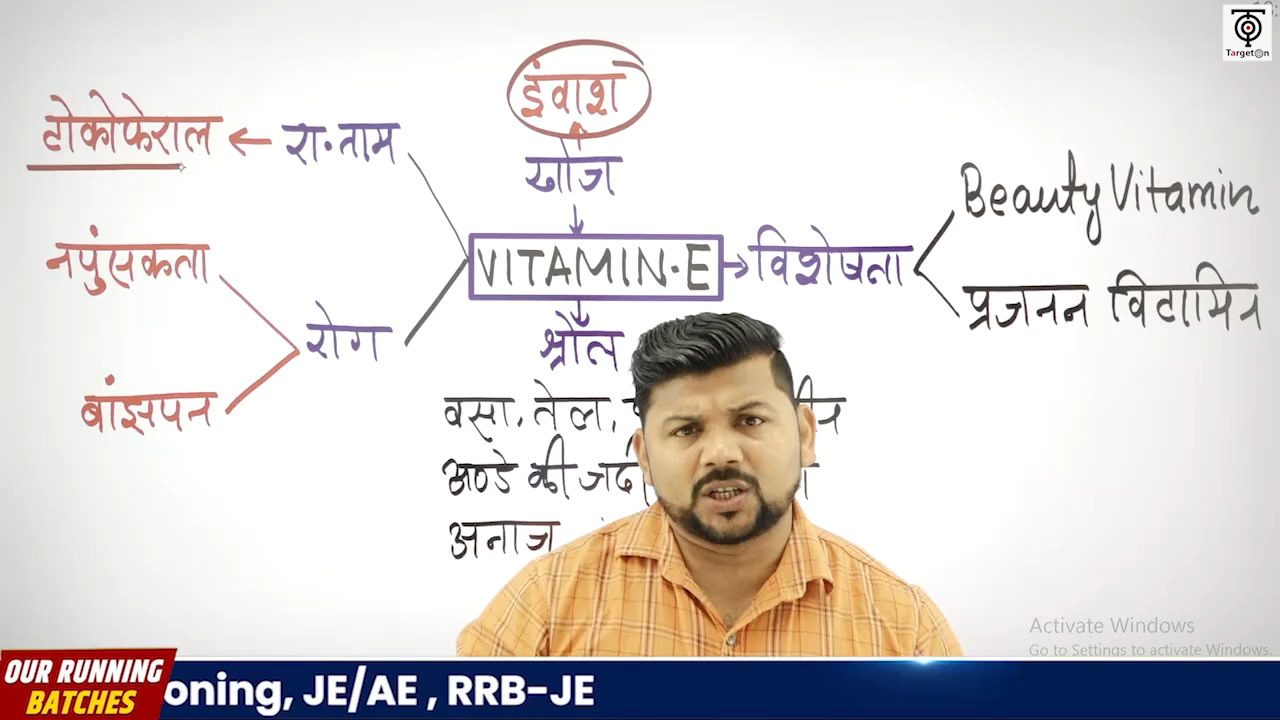 Target On
इंवाश
टोकोफेराल ← रा॰नाम
खोज
Beauty Vitamin
नपुंसकता
VITAMIN-E
विशेषता
प्रजनन विटामिन
रोग
श्रोँत
बांझपन
वसा, तेल,
अण्डे की जर्दी
अनाज
Activate Windows
Go to Settings to activate Windows.
OUR RUNNING
BATCHES
oning, JE/AE , RRB-JE